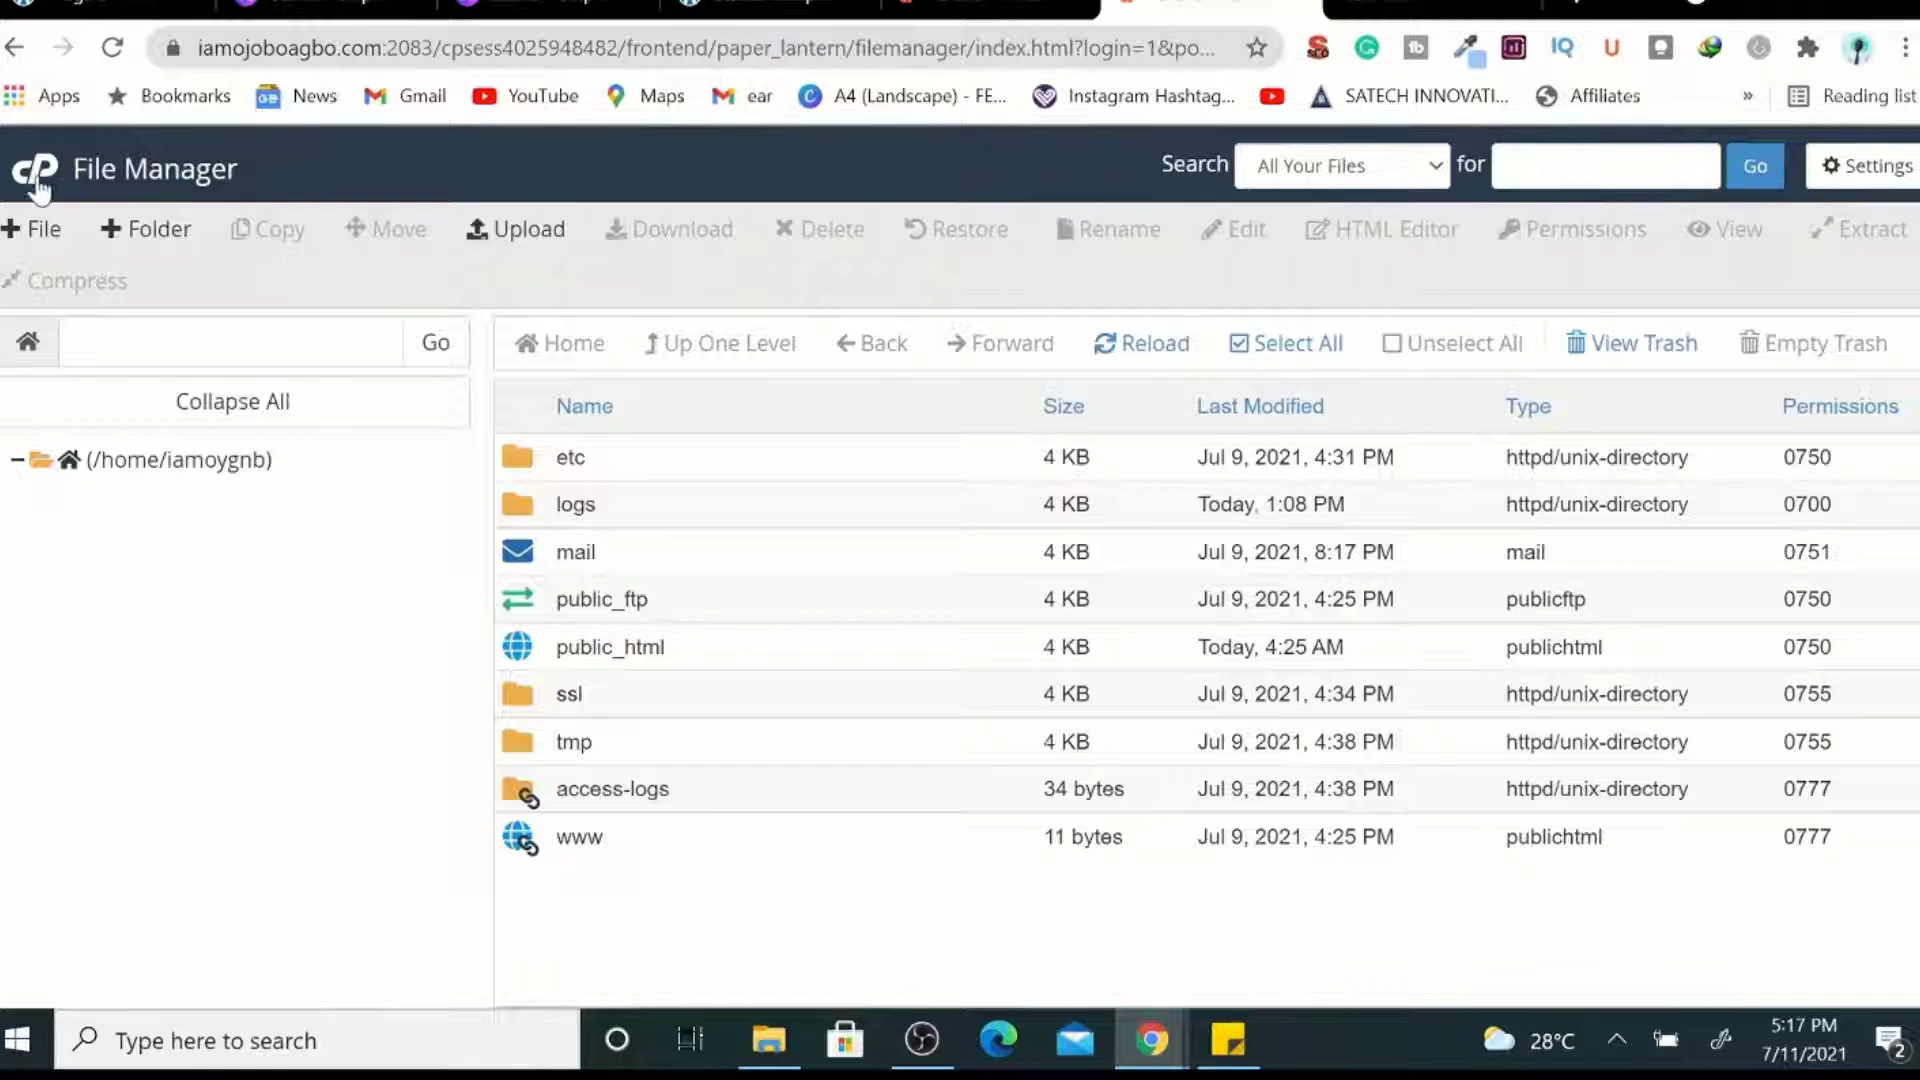 iamojoboagbo.com:2083/cpsess4025948482/frontend/paper_lantern/filemanager/index.html?login=1&po...
Apps Bookmarks News Gmail YouTube Maps ear A4 (Landscape) - FE... Instagram Hashtag... SATECH INNOVATI... Affiliates » Reading list
cP File Manager Search All Your Files for Go Settings
File Folder Copy Move Upload Download Delete Restore Rename Edit HTML Editor Permissions View Extract
Compress
Go Home Up One Level Back Forward Reload Select All Unselect All View Trash Empty Trash
Collapse All
(/home/iamoygnb)
Name Size Last Modified Type Permissions
etc 4 KB Jul 9, 2021, 4:31 PM httpd/unix-directory 0750
logs 4 KB Today, 1:08 PM httpd/unix-directory 0700
mail 4 KB Jul 9, 2021, 8:17 PM mail 0751
public_ftp 4 KB Jul 9, 2021, 4:25 PM publicftp 0750
public_html 4 KB Today, 4:25 AM publichtml 0750
ssl 4 KB Jul 9, 2021, 4:34 PM httpd/unix-directory 0755
tmp 4 KB Jul 9, 2021, 4:38 PM httpd/unix-directory 0755
access-logs 34 bytes Jul 9, 2021, 4:38 PM httpd/unix-directory 0777
www 11 bytes Jul 9, 2021, 4:25 PM publichtml 0777
Type here to search 28°C 5:17 PM
7/11/2021 2